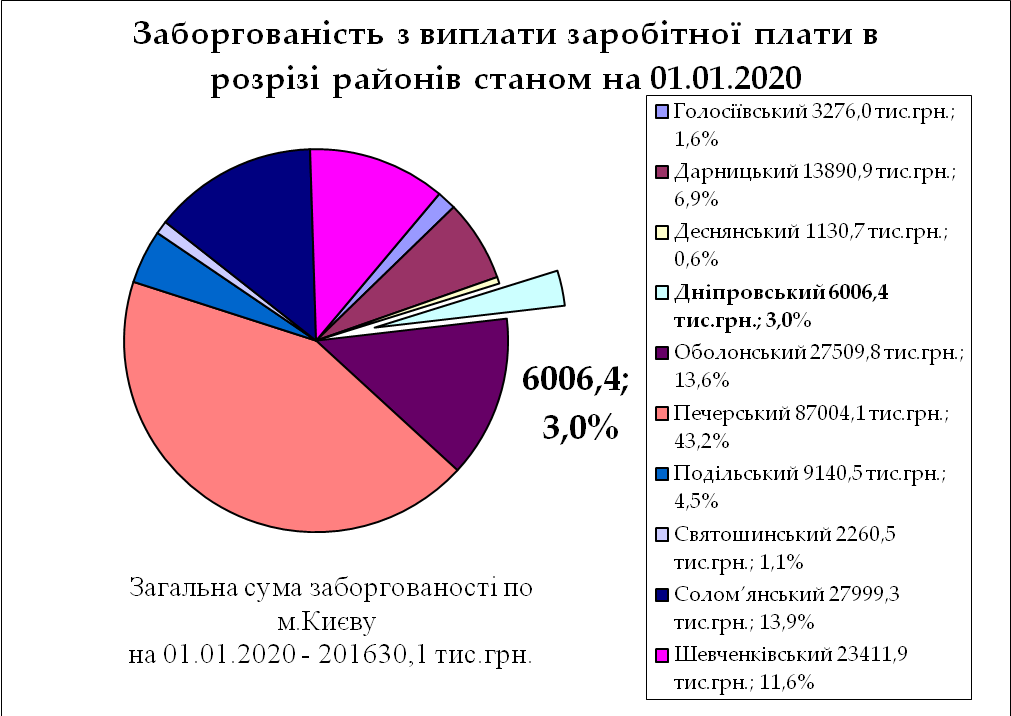 Заборгованість з виплати заробітної плати в
розрізі районів станом на 01.01.2020
Голосіївський 3276,0 тис.грн.;
1,6%
Дарницький 13890,9 тис.грн.;
6,9%
Деснянський 1130,7 тис.грн.;
0,6%
Дніпровський 6006,4
тис.грн.; 3,0%
Оболонський 27509,8 тис.грн.;
13,6%
Печерський 87004,1 тис.грн.;
43,2%
Подільський 9140,5 тис.грн.;
4,5%
Святошинський 2260,5
тис.грн.; 1,1%
Солом´янський 27999,3
тис.грн.; 13,9%
Шевченківський 23411,9
тис.грн.; 11,6%
6006,4;
3,0%
Загальна сума заборгованості по
м.Києву
на 01.01.2020 - 201630,1 тис.грн.